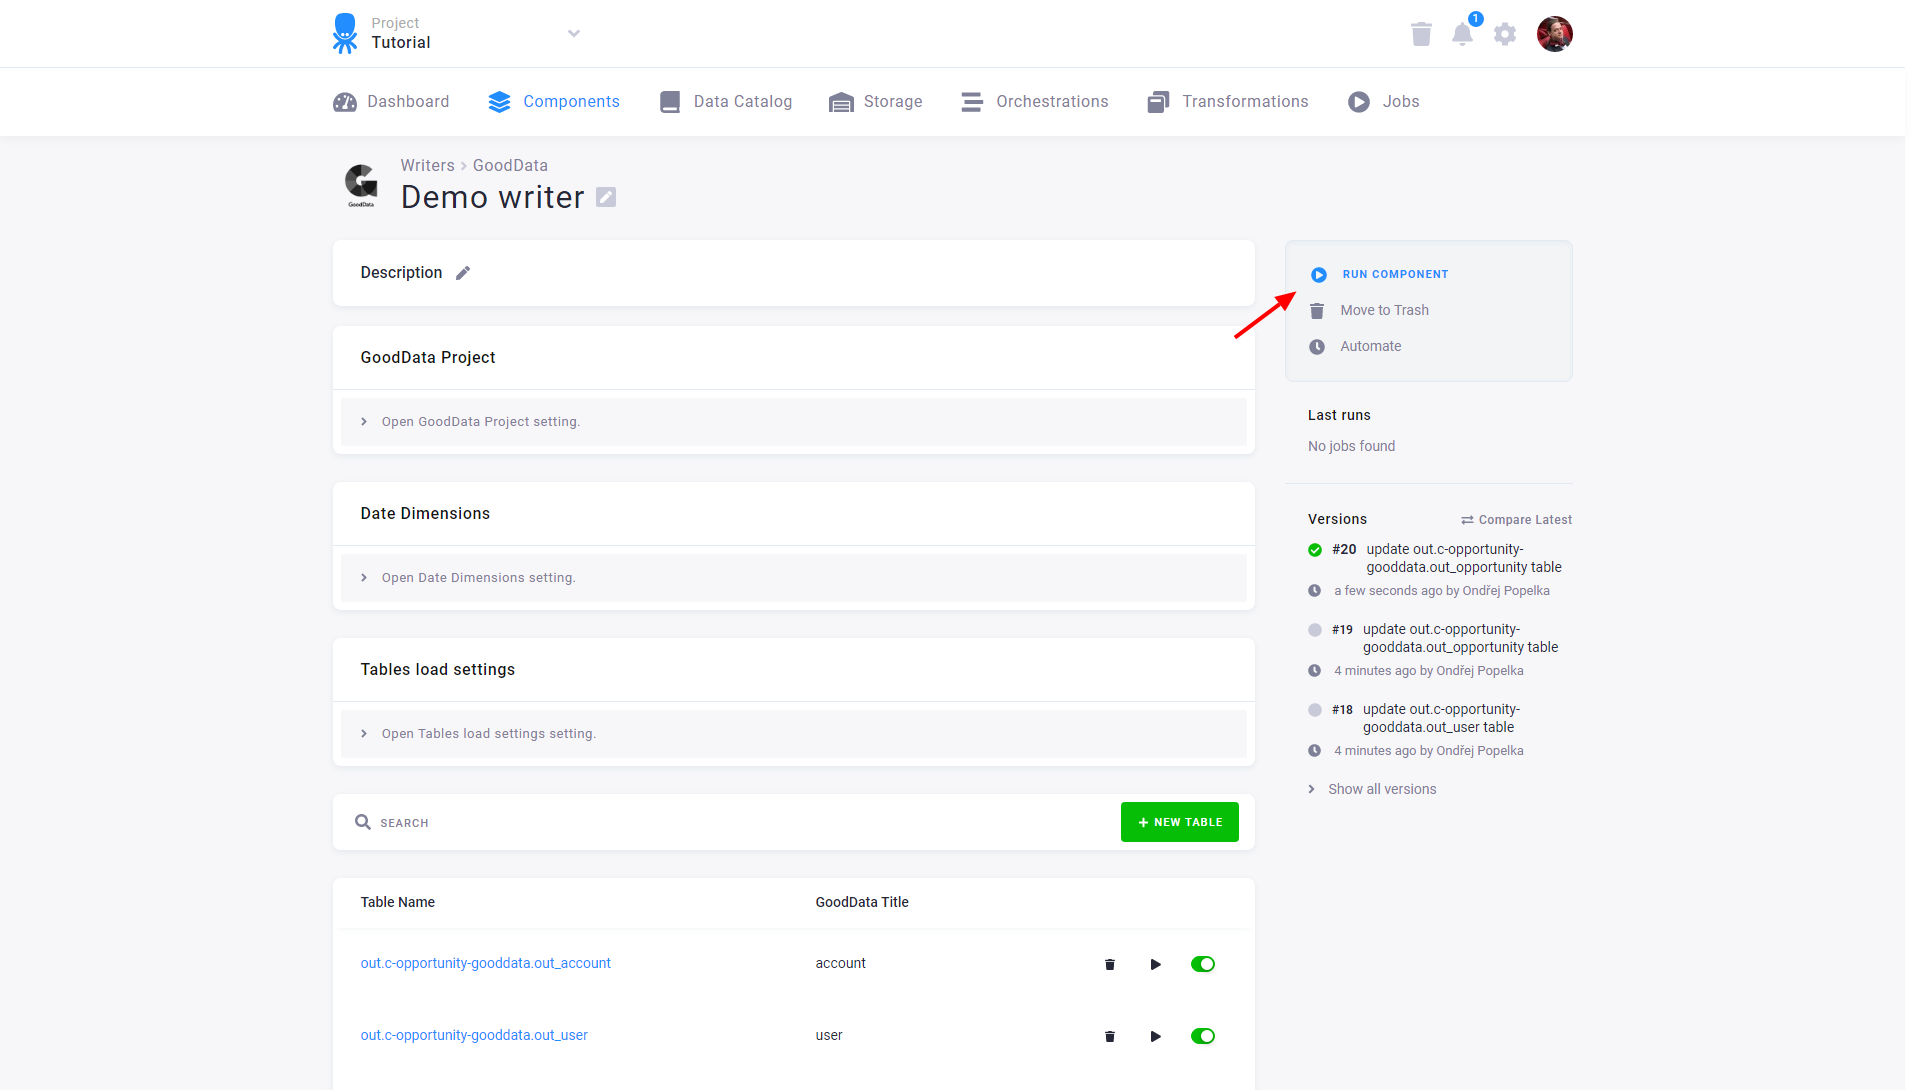 Project
Tutorial
1
Dashboard
Components
Data Catalog
Storage
Orchestrations
Transformations
Jobs
GoodData
Writers › GoodData
Demo writer
Description
GoodData Project
Open GoodData Project setting.
Date Dimensions
Open Date Dimensions setting.
Tables load settings
Open Tables load settings setting.
SEARCH
+ NEW TABLE
Table Name
GoodData Title
out.c-opportunity-gooddata.out_account
account
out.c-opportunity-gooddata.out_user
user
RUN COMPONENT
Move to Trash
Automate
Last runs
No jobs found
Versions
Compare Latest
#20 update out.c-opportunity-
gooddata.out_opportunity table
a few seconds ago by Ondřej Popelka
#19 update out.c-opportunity-
gooddata.out_opportunity table
4 minutes ago by Ondřej Popelka
#18 update out.c-opportunity-
gooddata.out_user table
4 minutes ago by Ondřej Popelka
Show all versions